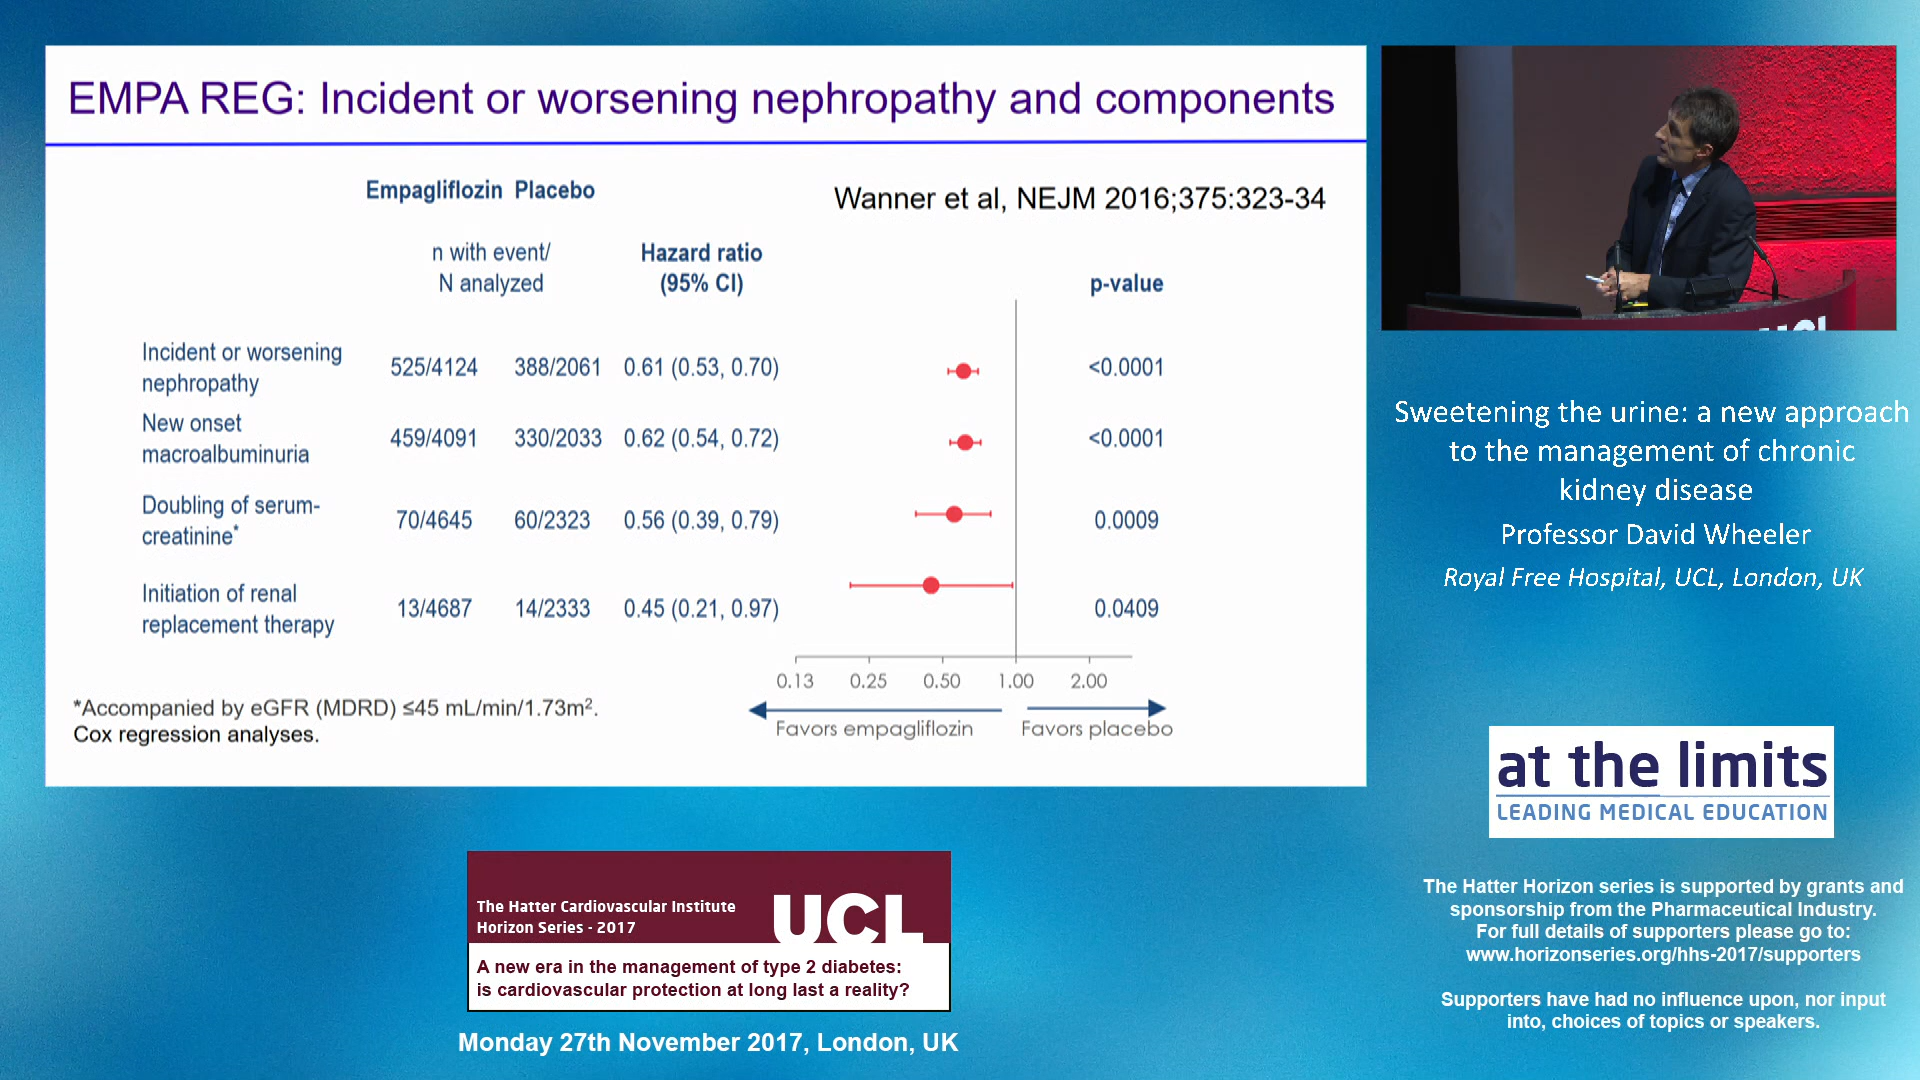 EMPA REG: Incident or worsening nephropathy and components
Empagliflozin Placebo
Wanner et al, NEJM 2016;375:323-34
n with event/
N analyzed
Hazard ratio
(95% CI)
p-value
Incident or worsening
nephropathy
525/4124 388/2061 0.61 (0.53, 0.70) <0.0001
New onset
macroalbuminuria
459/4091 330/2033 0.62 (0.54, 0.72) <0.0001
Doubling of serum-
creatinine*
70/4645 60/2323 0.56 (0.39, 0.79) 0.0009
Initiation of renal
replacement therapy
13/4687 14/2333 0.45 (0.21, 0.97) 0.0409
0.13 0.25 0.50 1.00 2.00
Favors empagliflozin Favors placebo
*Accompanied by eGFR (MDRD) ≤45 mL/min/1.73m².
Cox regression analyses.
UCL
Sweetening the urine: a new approach
to the management of chronic
kidney disease
Professor David Wheeler
Royal Free Hospital, UCL, London, UK
at the limits
LEADING MEDICAL EDUCATION
The Hatter Horizon series is supported by grants and
sponsorship from the Pharmaceutical Industry.
For full details of supporters please go to:
www.horizonseries.org/hhs-2017/supporters
Supporters have had no influence upon, nor input
into, choices of topics or speakers.
The Hatter Cardiovascular Institute
Horizon Series - 2017
UCL
A new era in the management of type 2 diabetes:
is cardiovascular protection at long last a reality?
Monday 27th November 2017, London, UK